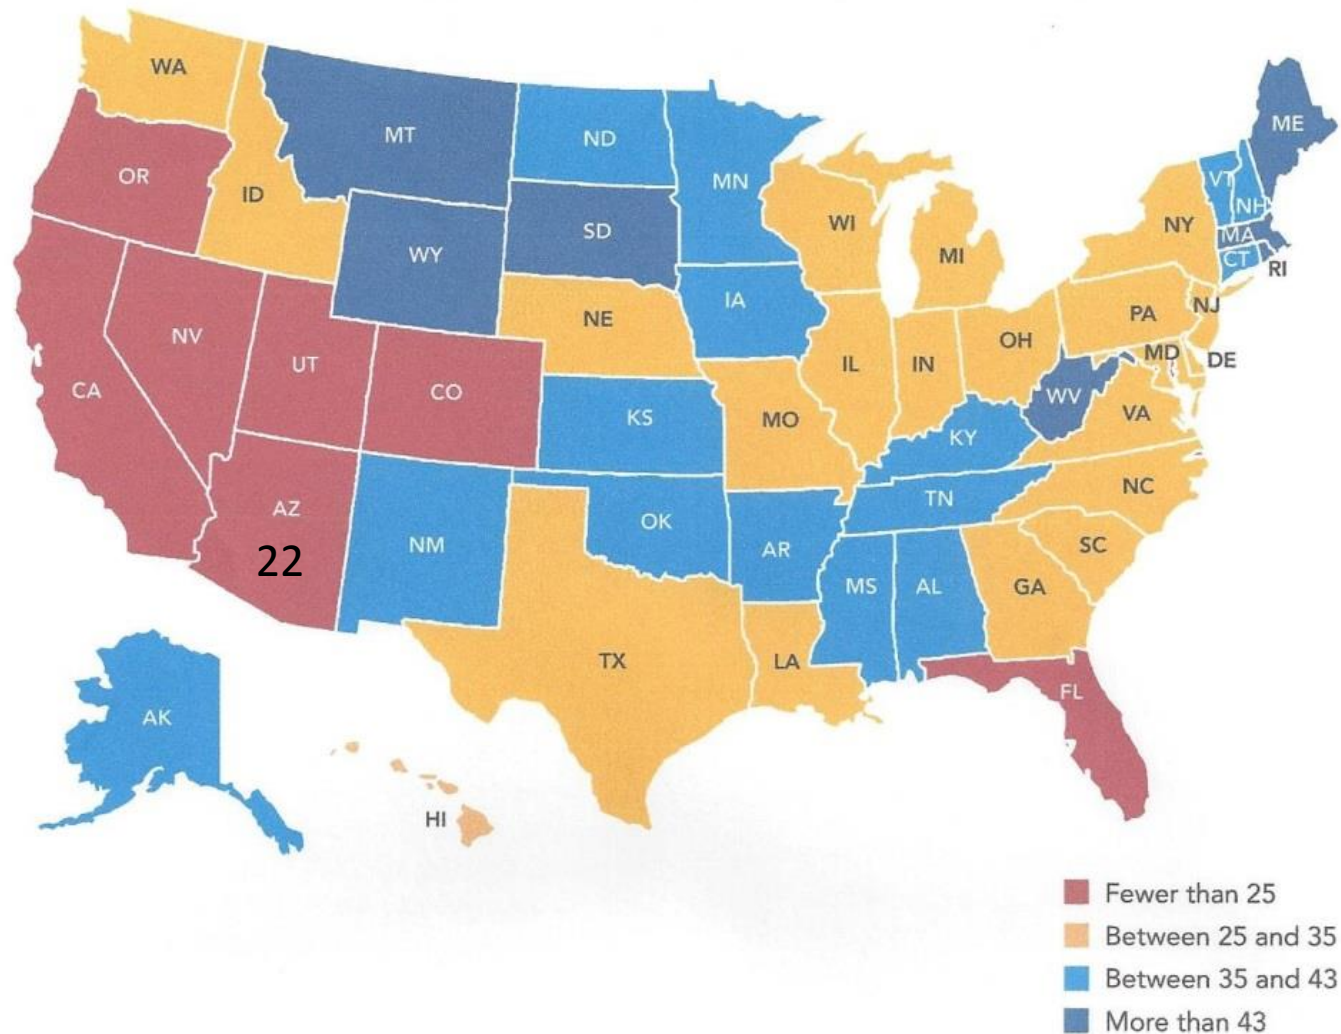 WA
MT
ND
MN
ME
OR
ID
VT
NH
WI
NY
MA
WY
SD
MI
CT
RI
IA
NE
NJ
PA
NV
OH
MD
DE
UT
IL
IN
CA
CO
WV
KS
MO
VA
KY
AZ
NC
TN
OK
NM
AR
SC
22
MS
AL
GA
TX
LA
FL
AK
HI
Fewer than 25
Between 25 and 35
Between 35 and 43
More than 43